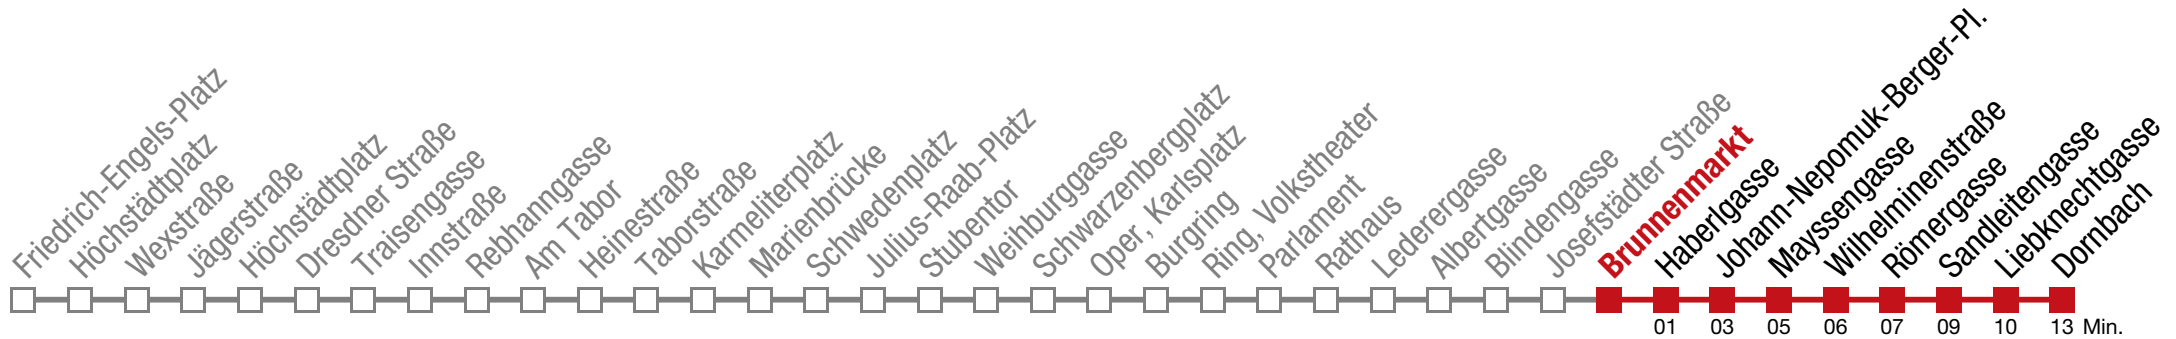 Friedrich-Engels-Platz
Höchstädtplatz
Wexstraße
Jägerstraße
Höchstädtplatz
Dresdner Straße
Traisengasse
Innstraße
Rebhanngasse
Am Tabor
Heinestraße
Taborstraße
Karmeliterplatz
Marienbrücke
Schwedenplatz
Julius-Raab-Platz
Stubentor
Weihburggasse
Schwarzenbergplatz
Oper, Karlsplatz
Burgring
Ring, Volkstheater
Parlament
Rathaus
Lederergasse
Albertgasse
Blindengasse
Josefstädter Straße
Brunnenmarkt
Haberlgasse
Johann-Nepomuk-Berger-Pl.
Mayssengasse
Wilhelminenstraße
Römergasse
Sandleitengasse
Liebknechtgasse
Dornbach
01 03 05 06 07 09 10 13 Min.